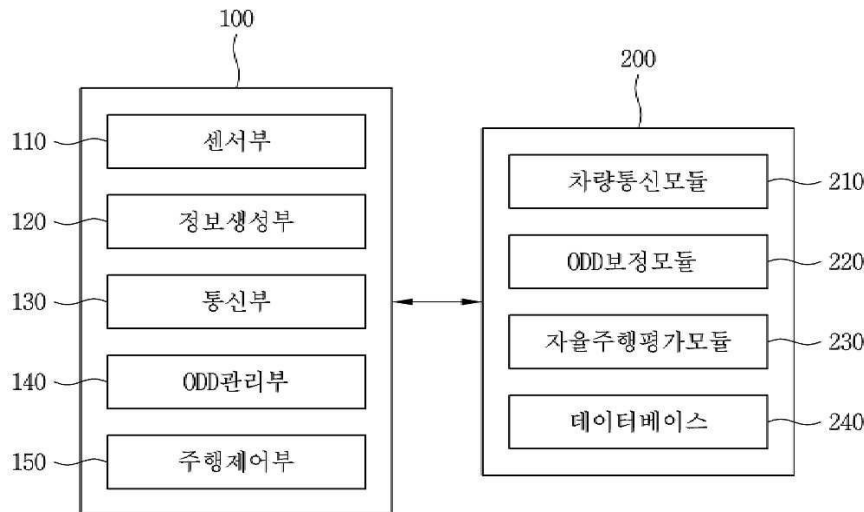 100
110
센서부
120
정보생성부
130
통신부
140
ODD관리부
150
주행제어부
200
차량통신모듈
210
ODD보정모듈
220
자율주행평가모듈
230
데이터베이스
240